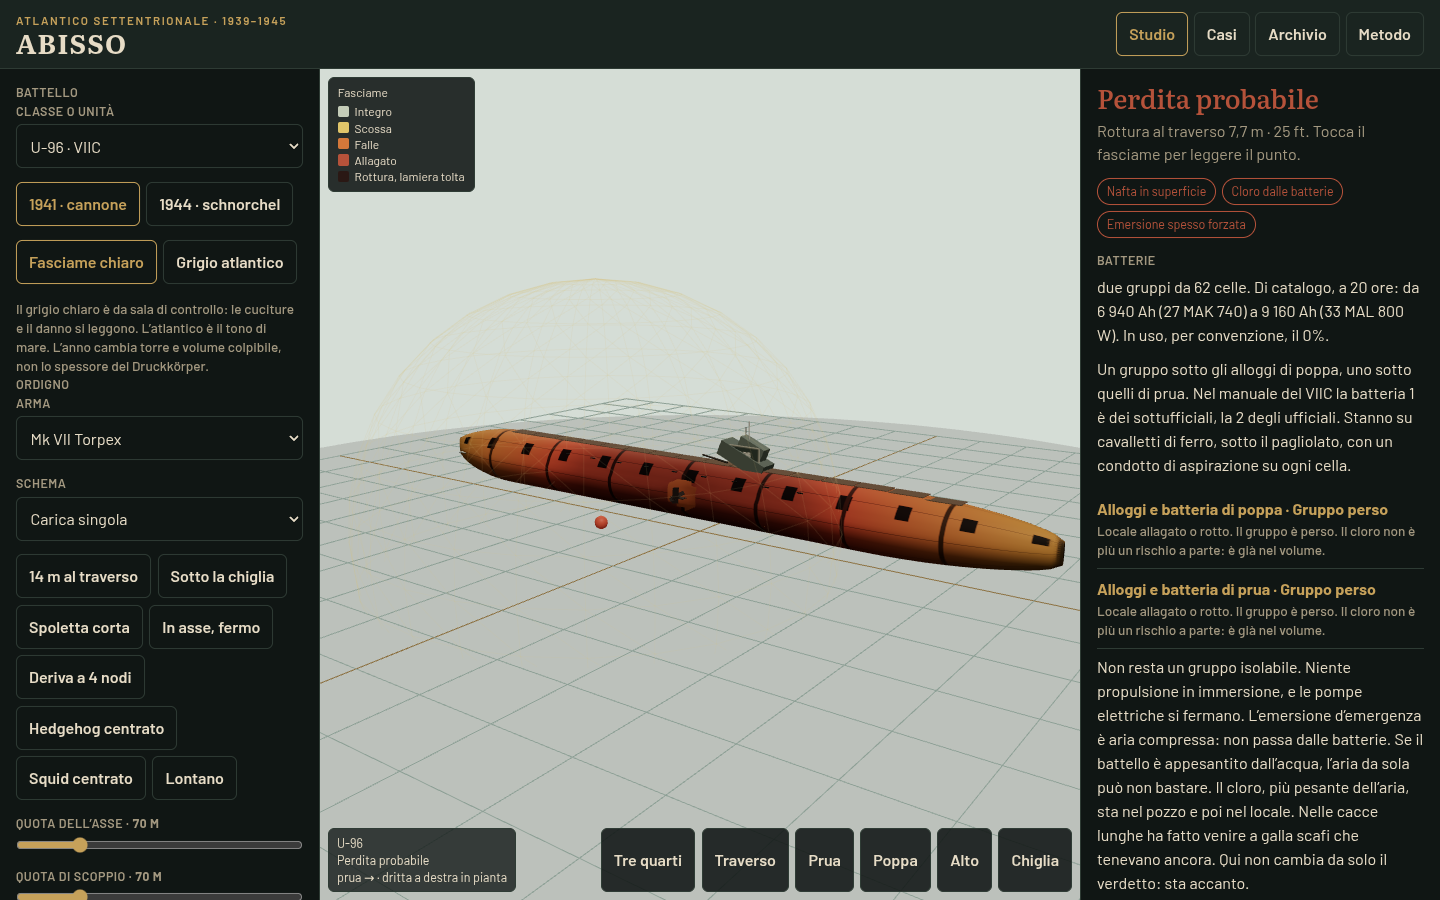 ATLANTICO SETTENTRIONALE · 1939–1945
ABISSO
Studio
Casi
Archivio
Metodo
BATTELLO
CLASSE O UNITÀ
U-96 · VIIC
1941 · cannone
1944 · schnorchel
Fasciame chiaro
Grigio atlantico
Il grigio chiaro è da sala di controllo: le cuciture
e il danno si leggono. L’atlantico è il tono di
mare. L’anno cambia torre e volume colpibile,
non lo spessore del Druckkörper.
ORDIGNO
ARMA
Mk VII Torpex
SCHEMA
Carica singola
14 m al traverso
Sotto la chiglia
Spoletta corta
In asse, fermo
Deriva a 4 nodi
Hedgehog centrato
Squid centrato
Lontano
QUOTA DELL’ASSE · 70 M
QUOTA DI SCOPPIO · 70 M
Fasciame
Integro
Scossa
Falle
Allagato
Rottura, lamiera tolta
U-96
Perdita probabile
prua → · dritta a destra in pianta
Tre quarti
Traverso
Prua
Poppa
Alto
Chiglia
Perdita probabile
Rottura al traverso 7,7 m · 25 ft. Tocca il
fasciame per leggere il punto.
Nafta in superficie
Cloro dalle batterie
Emersione spesso forzata
BATTERIE
due gruppi da 62 celle. Di catalogo, a 20 ore: da
6 940 Ah (27 MAK 740) a 9 160 Ah (33 MAL 800
W). In uso, per convenzione, il 0%.
Un gruppo sotto gli alloggi di poppa, uno sotto
quelli di prua. Nel manuale del VIIC la batteria 1
è dei sottufficiali, la 2 degli ufficiali. Stanno su
cavalletti di ferro, sotto il pagliolato, con un
condotto di aspirazione su ogni cella.
Alloggi e batteria di poppa · Gruppo perso
Locale allagato o rotto. Il gruppo è perso. Il cloro non è
più un rischio a parte: è già nel volume.
Alloggi e batteria di prua · Gruppo perso
Locale allagato o rotto. Il gruppo è perso. Il cloro non è
più un rischio a parte: è già nel volume.
Non resta un gruppo isolabile. Niente
propulsione in immersione, e le pompe
elettriche si fermano. L’emersione d’emergenza
è aria compressa: non passa dalle batterie. Se il
battello è appesantito dall’acqua, l’aria da sola
può non bastare. Il cloro, più pesante dell’aria,
sta nel pozzo e poi nel locale. Nelle cacce
lunghe ha fatto venire a galla scafi che
tenevano ancora. Qui non cambia da solo il
verdetto: sta accanto.